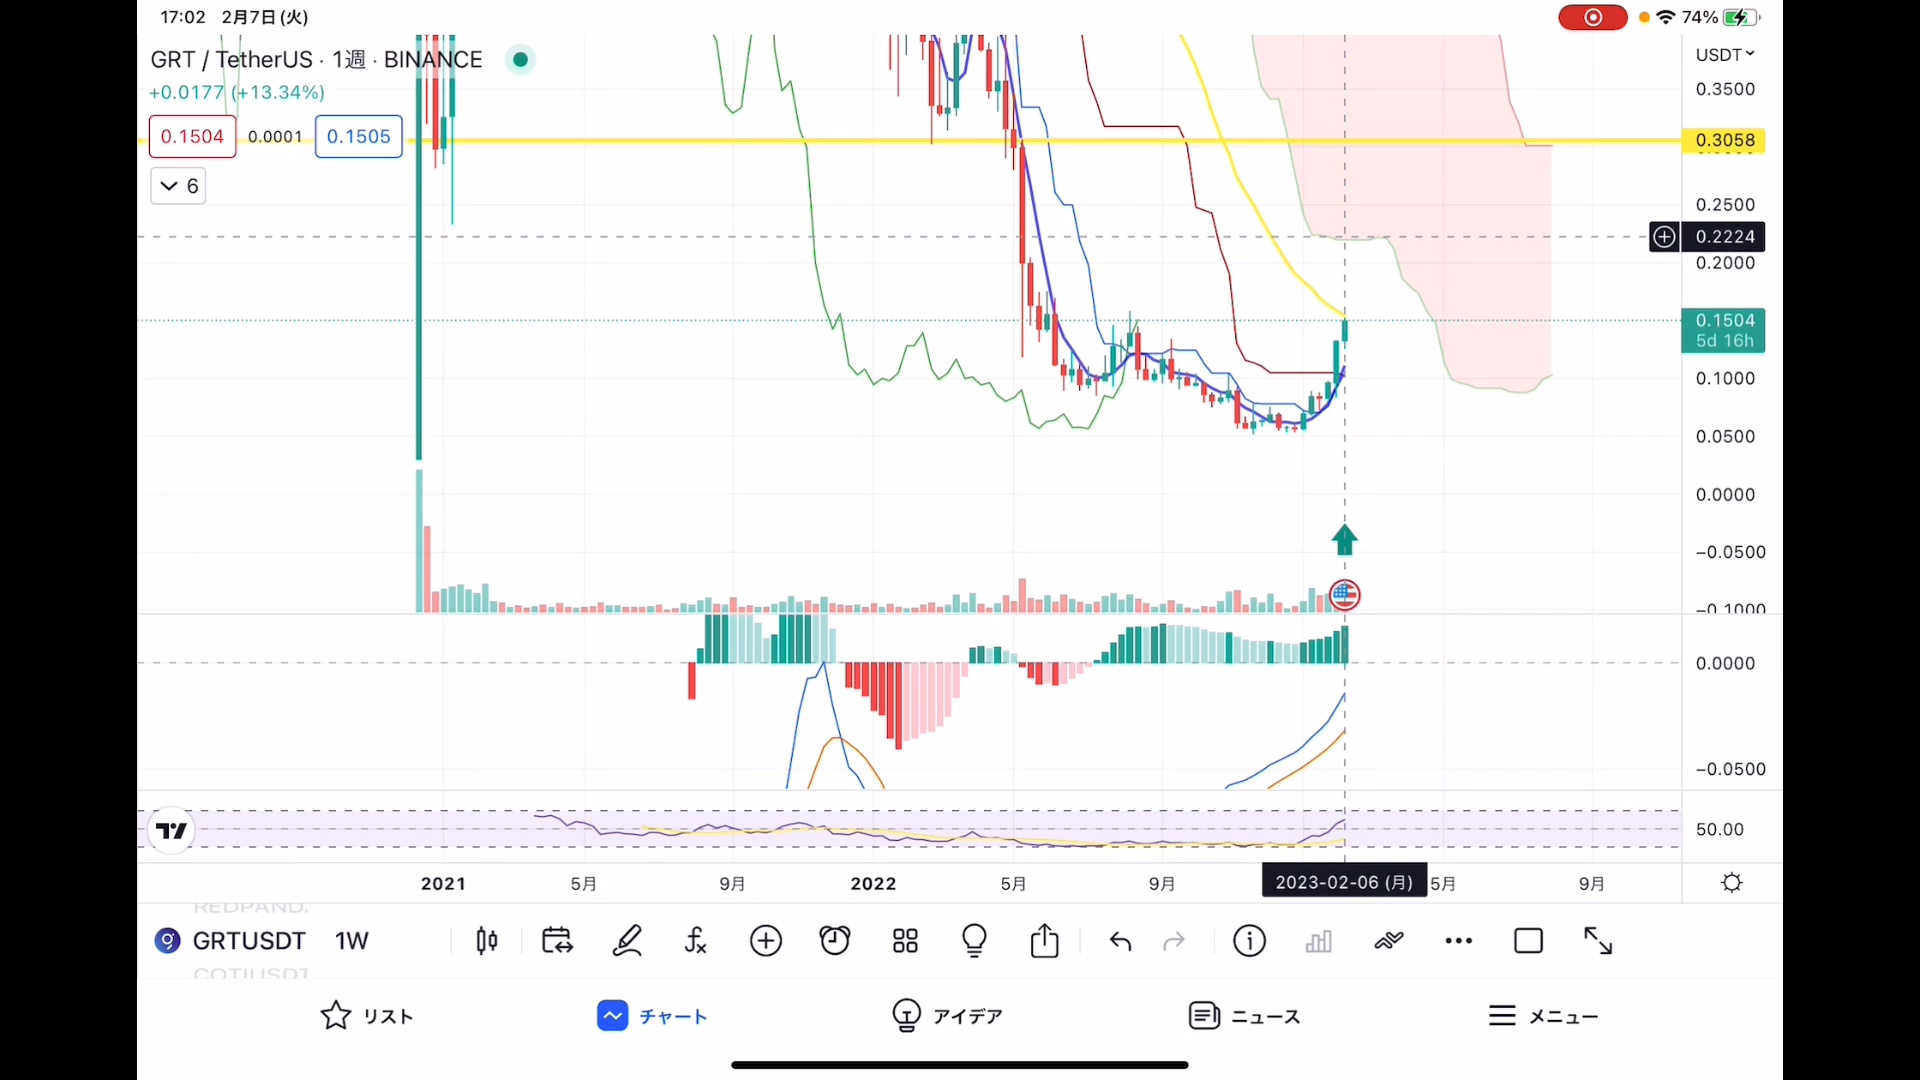 17:02 2月7日(火)
74%
GRT / TetherUS · 1週 · BINANCE
USDT
+0.0177 (+13.34%)
0.3500
0.1504 0.0001 0.1505
0.3058
6
0.2500
0.2224
0.2000
0.1504
5d 16h
0.1000
0.0500
0.0000
−0.0500
−0.1000
0.0000
−0.0500
50.00
2021 5月 9月 2022 5月 9月 2023-02-06 (月) 5月 9月
REDPAND.
GRTUSDT 1W
COTIUSDT
リスト チャート アイデア ニュース メニュー